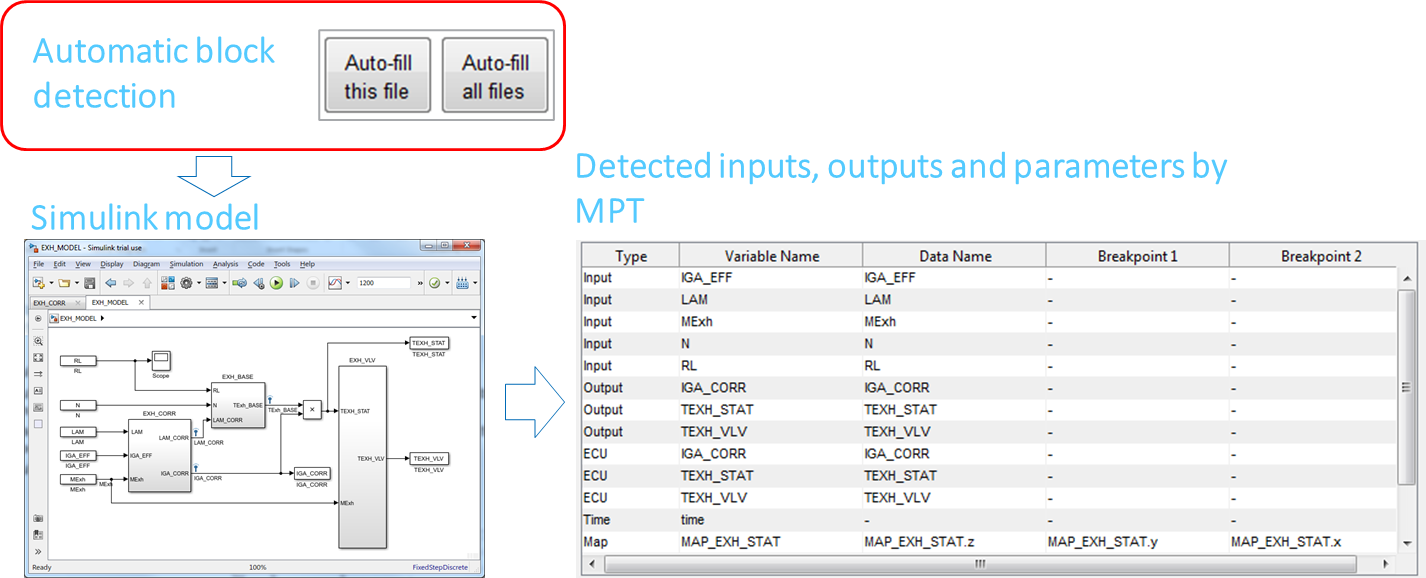 Automatic block
detection
Auto-fill
this file
Auto-fill
all files
Simulink model
EXH_MODEL - Simulink trial use
File Edit View Display Diagram Simulation Analysis Code Tools Help
1200
»
EXH_CORR EXH_MODEL
EXH_MODEL
RL
RL
Scope
N
N
LAM
LAM
IGA_EFF
IGA_EFF
MExh
MExh
MExh
EXH_CORR
LAM
IGA_EFF
MExh
LAM_CORR
IGA_CORR
LAM_CORR
IGA_CORR
EXH_BASE
RL
N
LAM_CORR
TExh_BASE
TExh_BASE
×
IGA_CORR
IGA_CORR
EXH_VLV
TEXH_STAT
MExh
TEXH_VLV
TEXH_STAT
TEXH_STAT
TEXH_VLV
TEXH_VLV
»
Ready 100% FixedStepDiscrete
Detected inputs, outputs and parameters by
MPT
Type Variable Name Data Name Breakpoint 1 Breakpoint 2
Input IGA_EFF IGA_EFF - -
Input LAM LAM - -
Input MExh MExh - -
Input N N - -
Input RL RL - -
Output IGA_CORR IGA_CORR - -
Output TEXH_STAT TEXH_STAT - -
Output TEXH_VLV TEXH_VLV - -
ECU IGA_CORR IGA_CORR - -
ECU TEXH_STAT TEXH_STAT - -
ECU TEXH_VLV TEXH_VLV - -
Time time - - -
Map MAP_EXH_STAT MAP_EXH_STAT.z MAP_EXH_STAT.y MAP_EXH_STAT.x